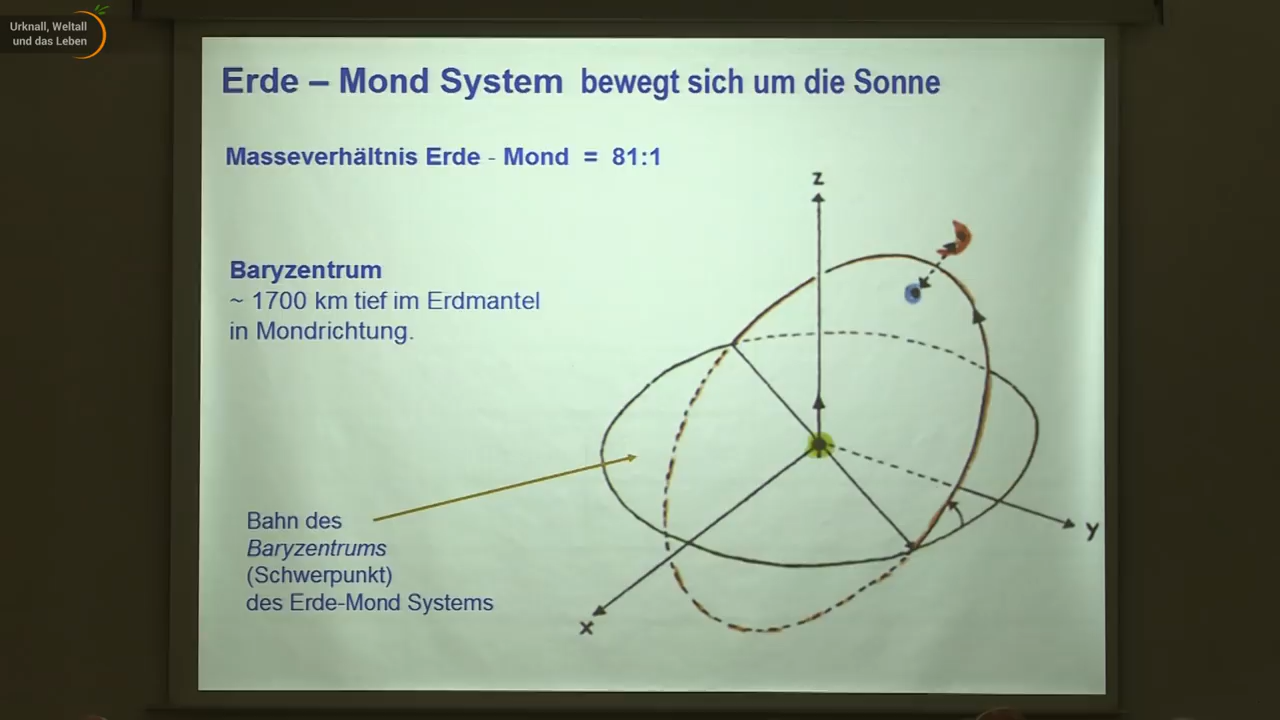 Urknall, Weltall
und das Leben
Erde – Mond System bewegt sich um die Sonne
Masseverhältnis Erde - Mond = 81:1
z
Baryzentrum
~ 1700 km tief im Erdmantel
in Mondrichtung.
Bahn des
Baryzentrums
(Schwerpunkt)
des Erde-Mond Systems
y
x